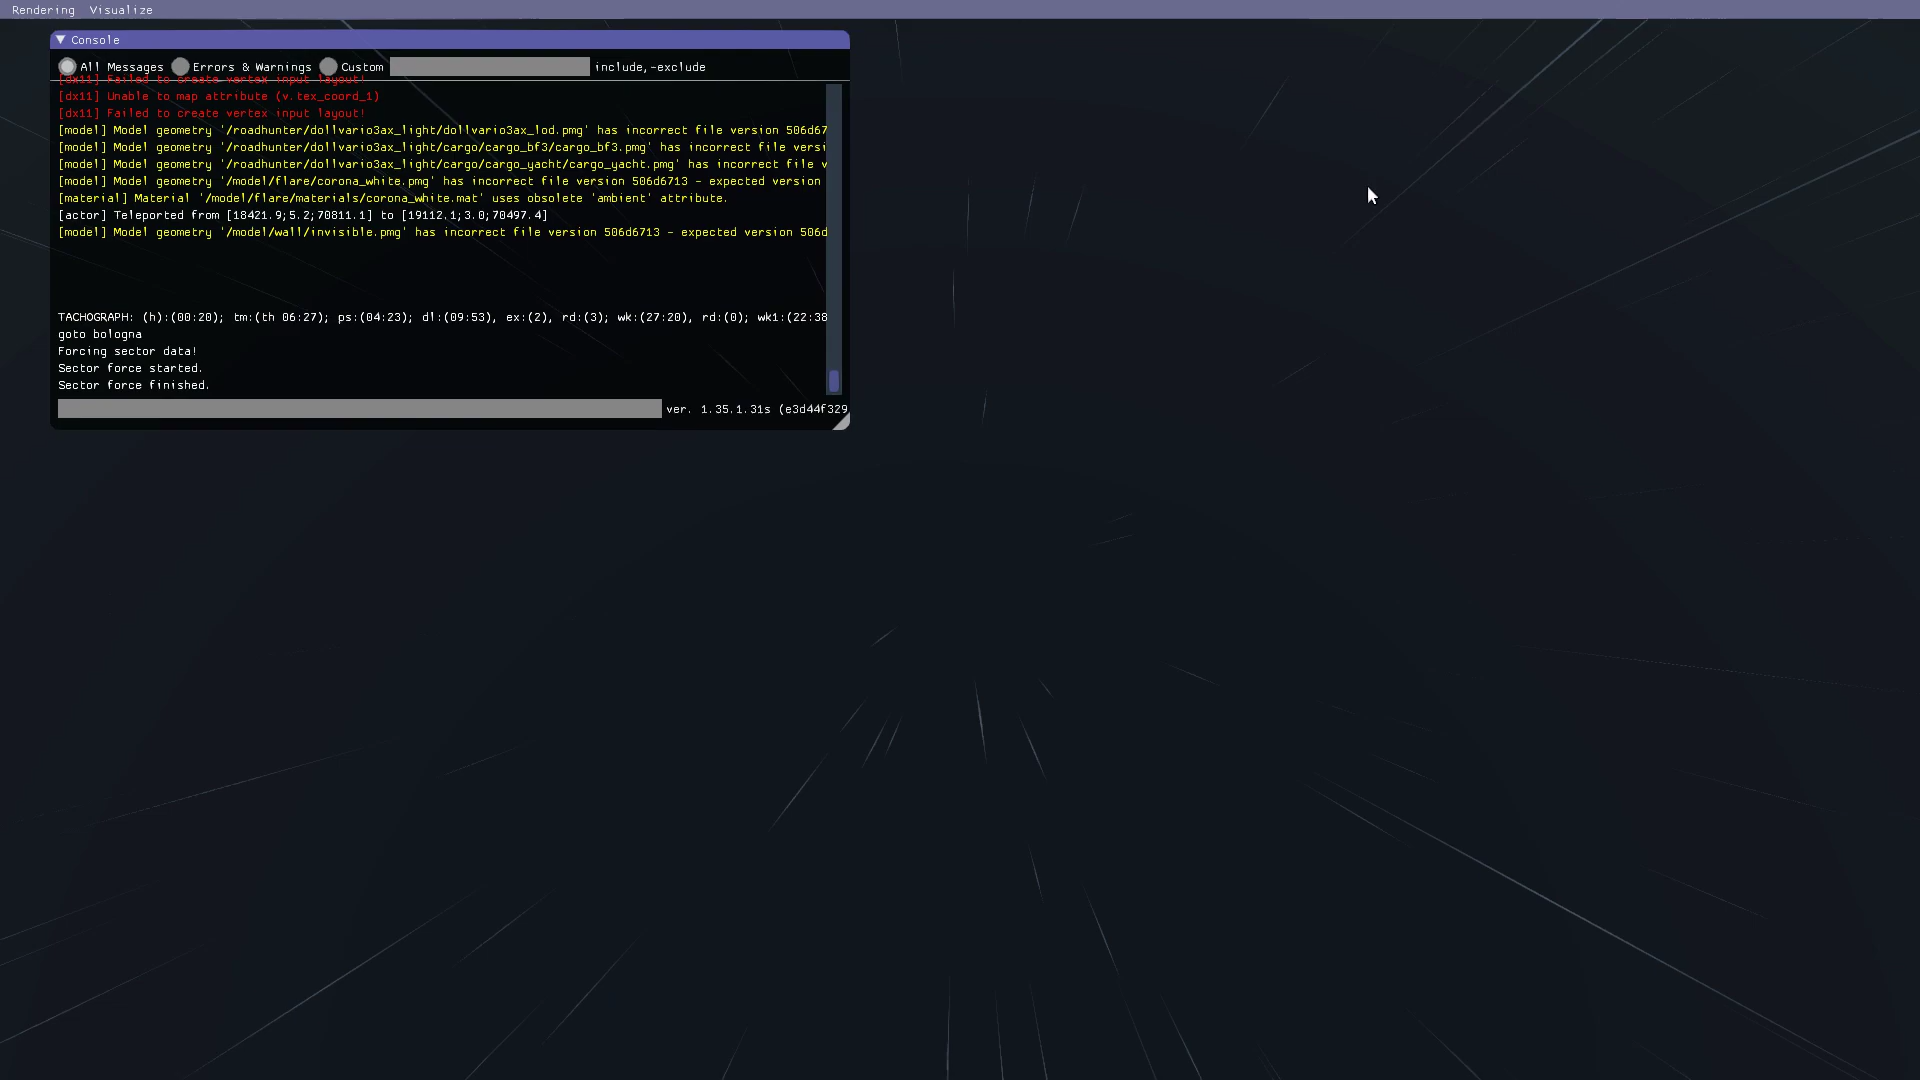 Rendering Visualize
Console
All Messages Errors & Warnings Custom include,-exclude
[dx11] Failed to create vertex input layout!
[dx11] Unable to map attribute (v.tex_coord_1)
[dx11] Failed to create vertex input layout!
[model] Model geometry '/roadhunter/dollvario3ax_light/dollvario3ax_lod.pmg' has incorrect file version 506d67
[model] Model geometry '/roadhunter/dollvario3ax_light/cargo/cargo_bf3/cargo_bf3.pmg' has incorrect file versi
[model] Model geometry '/roadhunter/dollvario3ax_light/cargo/cargo_yacht/cargo_yacht.pmg' has incorrect file v
[model] Model geometry '/model/flare/corona_white.pmg' has incorrect file version 506d6713 - expected version
[material] Material '/model/flare/materials/corona_white.mat' uses obsolete 'ambient' attribute.
[actor] Teleported from [18421.9;5.2;70811.1] to [19112.1;3.0;70497.4]
[model] Model geometry '/model/wall/invisible.pmg' has incorrect file version 506d6713 - expected version 506d
TACHOGRAPH: (h):(00:20); tm:(th 06:27); ps:(04:23); dl:(09:53), ex:(2), rd:(3); wk:(27:20), rd:(0); wk1:(22:38
goto bologna
Forcing sector data!
Sector force started.
Sector force finished.
ver. 1.35.1.31s (e3d44f329